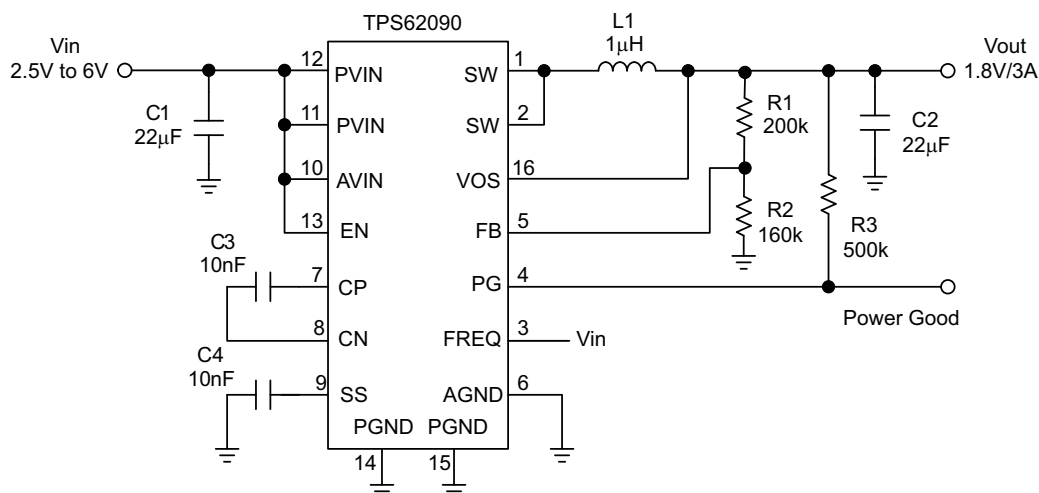 TPS62090
Vin
2.5V to 6V
C1
22μF
12
PVIN
11
PVIN
10
AVIN
13
EN
C3
10nF
7
CP
8
CN
C4
10nF
9
SS
PGND
PGND
14
15
1
SW
2
SW
16
VOS
5
FB
4
PG
3
FREQ
Vin
6
AGND
L1
1μH
R1
200k
R2
160k
R3
500k
C2
22μF
Vout
1.8V/3A
Power Good